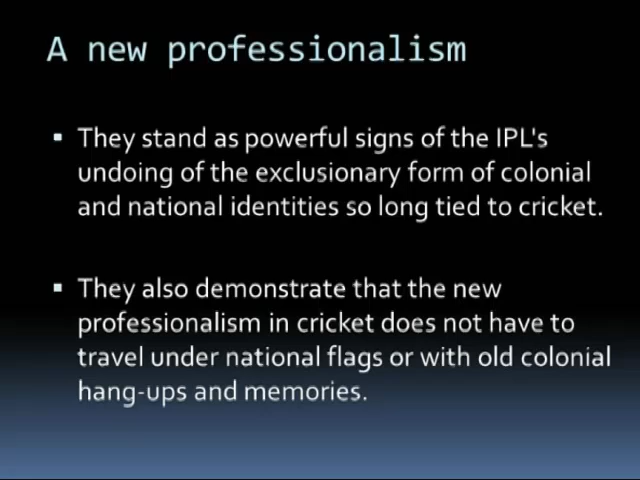 A new professionalism
▪ They stand as powerful signs of the IPL's
undoing of the exclusionary form of colonial
and national identities so long tied to cricket.
▪ They also demonstrate that the new
professionalism in cricket does not have to
travel under national flags or with old colonial
hang-ups and memories.